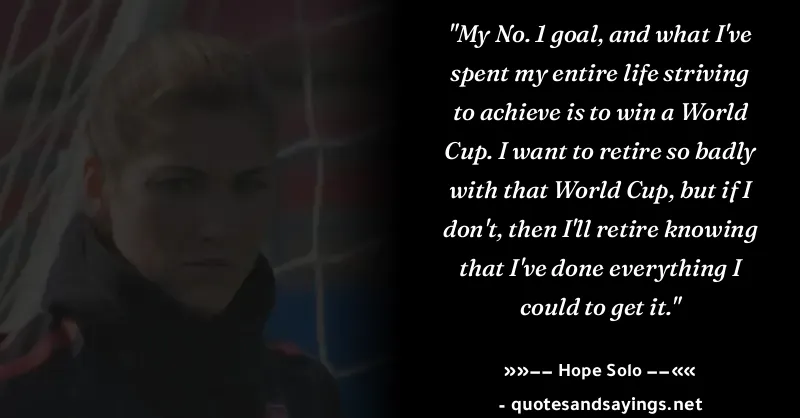 "My No. 1 goal, and what I've
spent my entire life striving
to achieve is to win a World
Cup. I want to retire so badly
with that World Cup, but if I
don't, then I'll retire knowing
that I've done everything I
could to get it."
»»−− Hope Solo −−««
- quotesandsayings.net